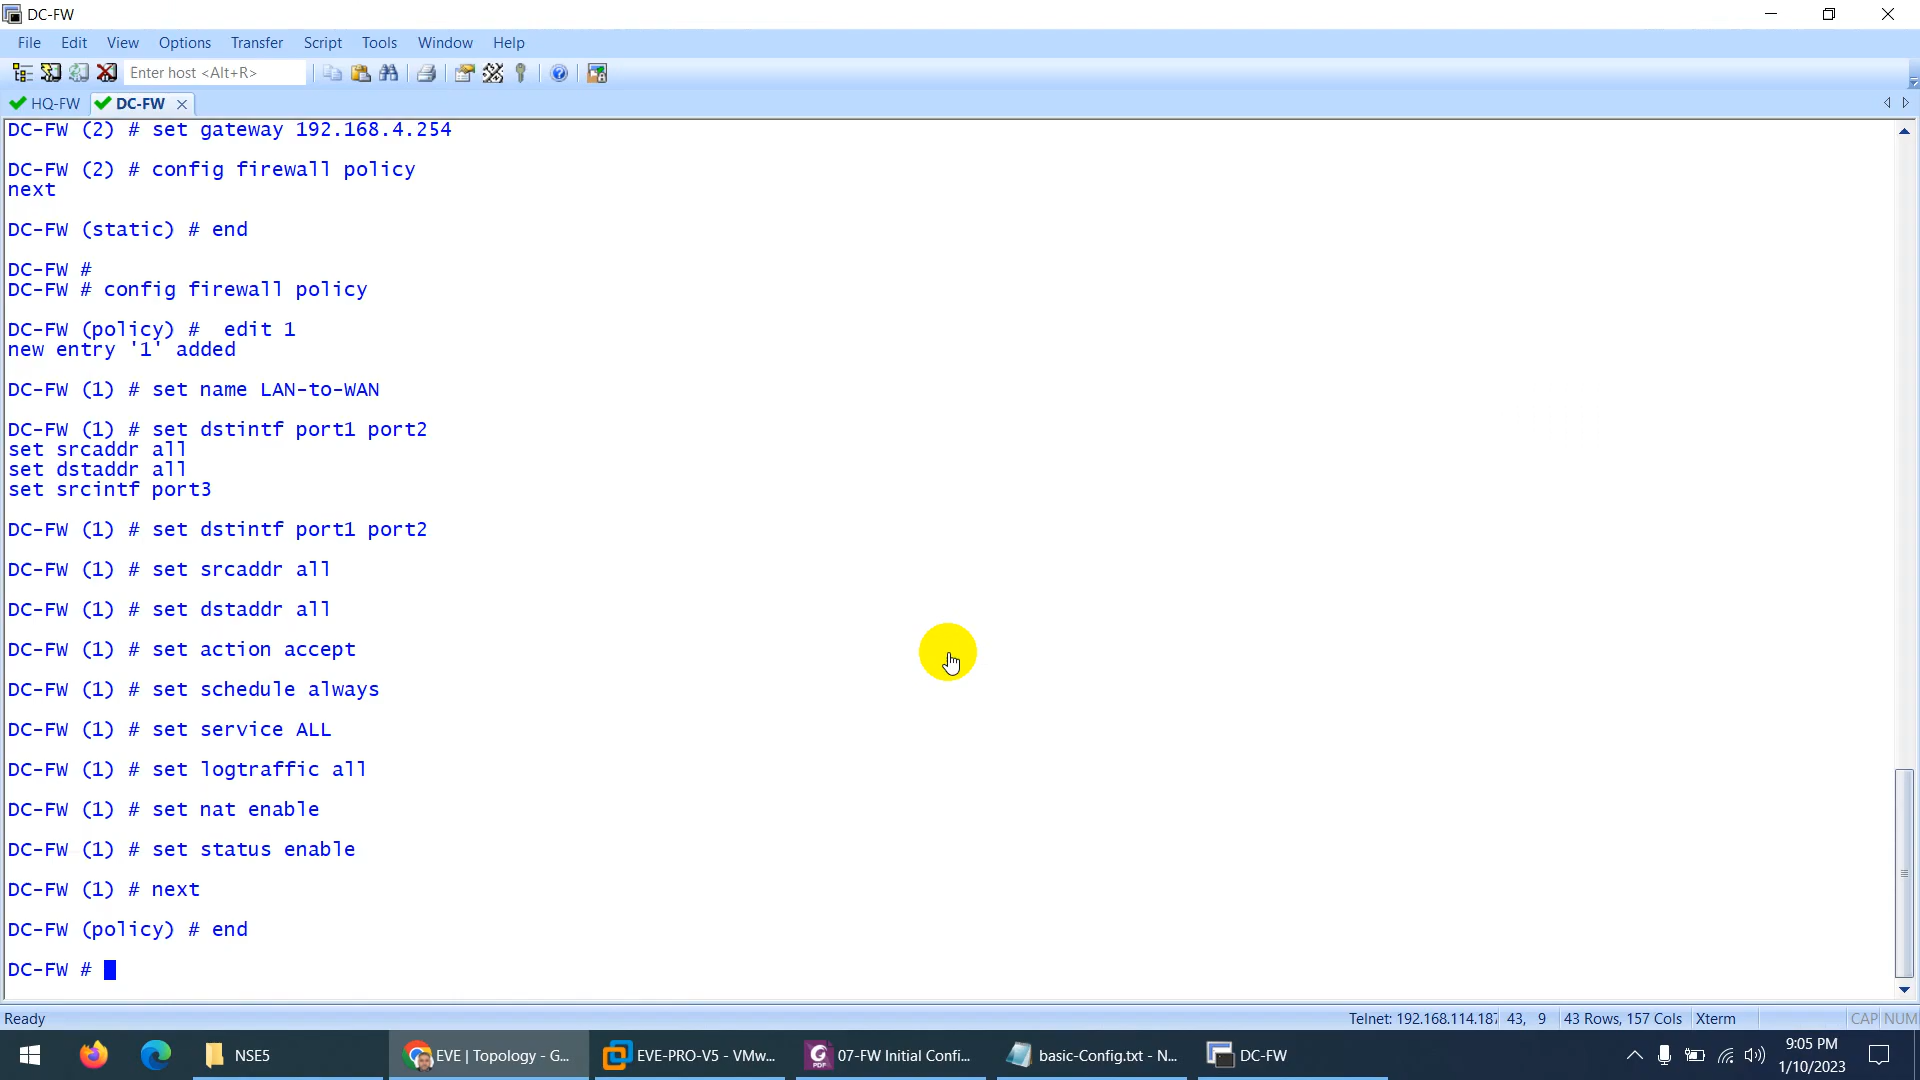 DC-FW
File Edit View Options Transfer Script Tools Window Help
Enter host <Alt+R>
HQ-FW DC-FW
DC-FW (2) # set gateway 192.168.4.254
DC-FW (2) # config firewall policy
next
DC-FW (static) # end
DC-FW #
DC-FW # config firewall policy
DC-FW (policy) #  edit 1
new entry '1' added
DC-FW (1) # set name LAN-to-WAN
DC-FW (1) # set dstintf port1 port2
set srcaddr all
set dstaddr all
set srcintf port3
DC-FW (1) # set dstintf port1 port2
DC-FW (1) # set srcaddr all
DC-FW (1) # set dstaddr all
DC-FW (1) # set action accept
DC-FW (1) # set schedule always
DC-FW (1) # set service ALL
DC-FW (1) # set logtraffic all
DC-FW (1) # set nat enable
DC-FW (1) # set status enable
DC-FW (1) # next
DC-FW (policy) # end
DC-FW #
Ready Telnet: 192.168.114.187 43, 9 43 Rows, 157 Cols Xterm CAP NUM
NSE5 EVE | Topology - G... EVE-PRO-V5 - VMw... PDF 07-FW Initial Confi... basic-Config.txt - N... DC-FW 9:05 PM
1/10/2023